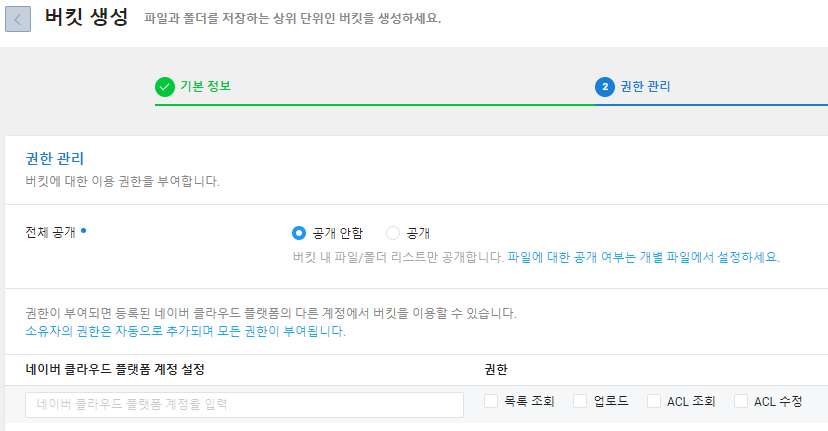 버킷 생성 파일과 폴더를 저장하는 상위 단위인 버킷을 생성하세요.
기본 정보 2 권한 관리
권한 관리
버킷에 대한 이용 권한을 부여합니다.
전체 공개 공개 안함 공개
버킷 내 파일/폴더 리스트만 공개합니다. 파일에 대한 공개 여부는 개별 파일에서 설정하세요.
권한이 부여되면 등록된 네이버 클라우드 플랫폼의 다른 계정에서 버킷을 이용할 수 있습니다.
소유자의 권한은 자동으로 추가되며 모든 권한이 부여됩니다.
네이버 클라우드 플랫폼 계정 설정 권한
네이버 클라우드 플랫폼 계정을 입력 목록 조회 업로드 ACL 조회 ACL 수정